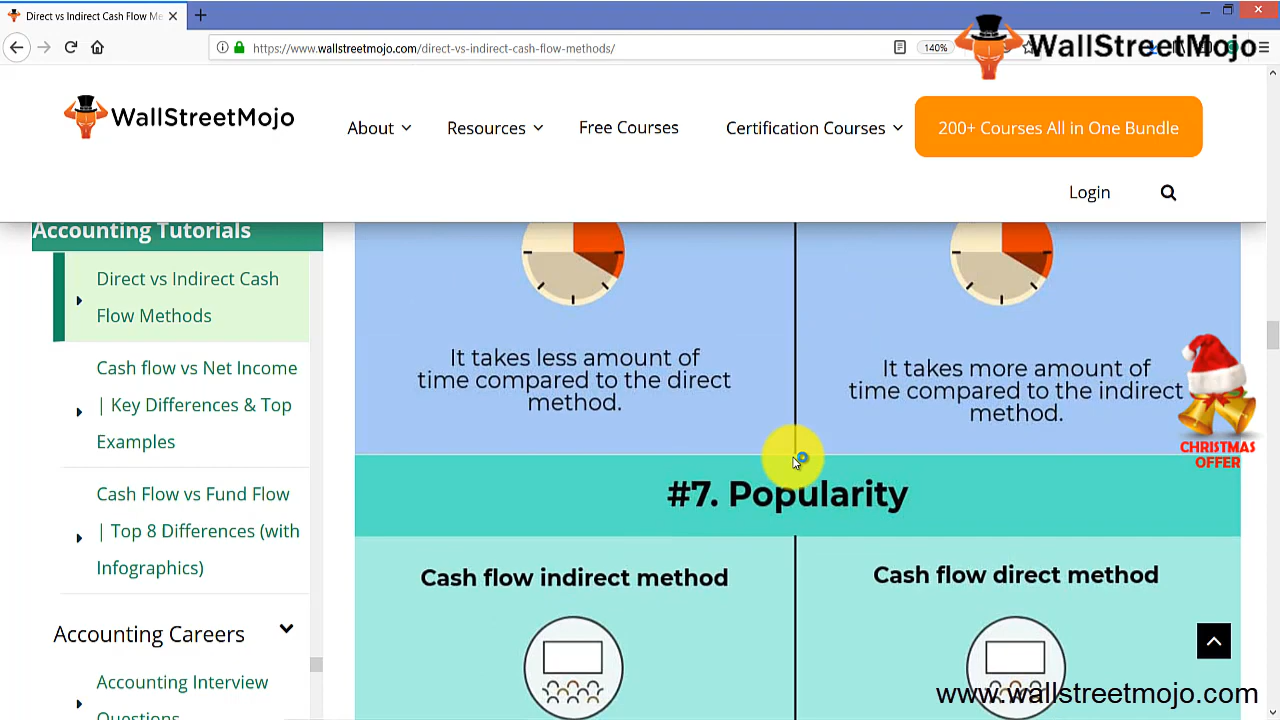 Direct vs Indirect Cash Flow Me
https://www.wallstreetmojo.com/direct-vs-indirect-cash-flow-methods/
140%
WallStreetMojo
WallStreetMojo
About
Resources
Free Courses
Certification Courses
200+ Courses All in One Bundle
Login
Accounting Tutorials
Direct vs Indirect Cash
Flow Methods
Cash flow vs Net Income
| Key Differences & Top
Examples
Cash Flow vs Fund Flow
| Top 8 Differences (with
Infographics)
Accounting Careers
Accounting Interview
Questions
It takes less amount of
time compared to the direct
method.
It takes more amount of
time compared to the indirect
method.
#7. Popularity
Cash flow indirect method
Cash flow direct method
CHRISTMAS
OFFER
www.wallstreetmojo.com